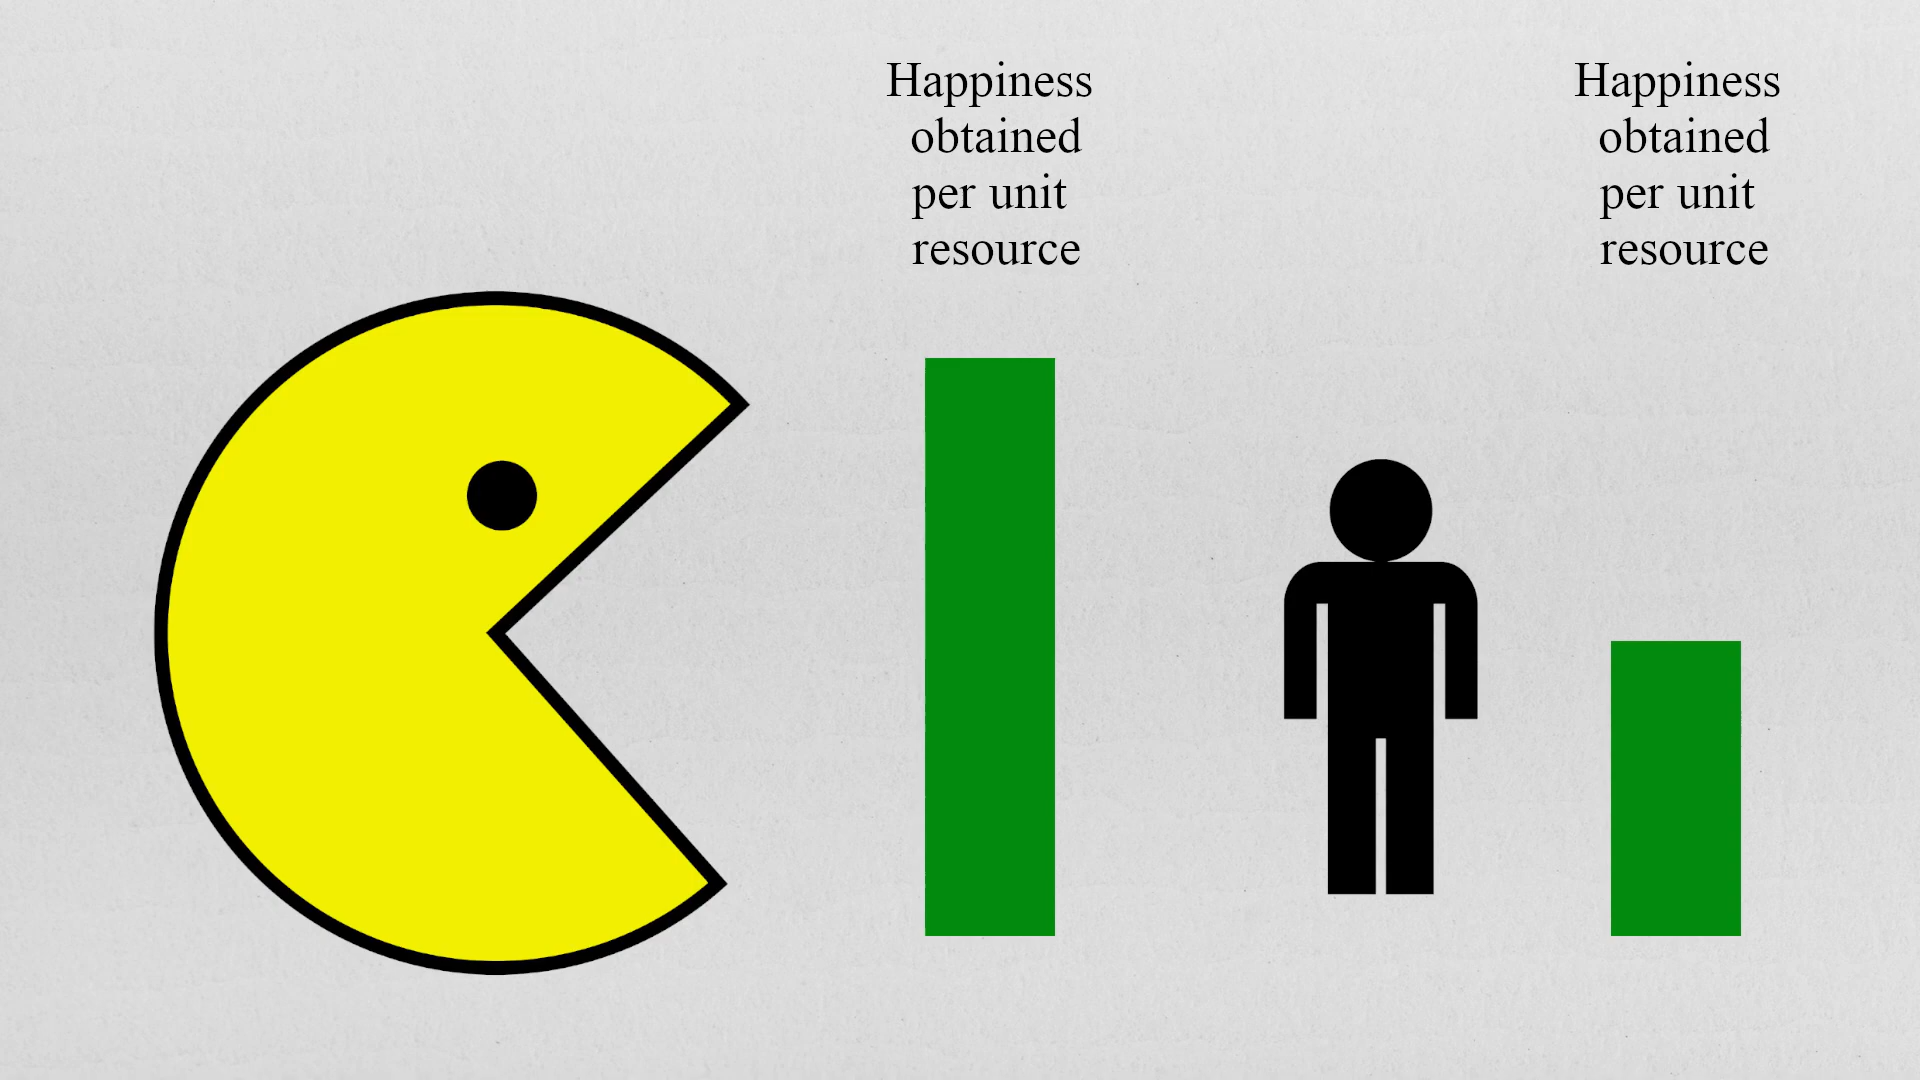 Happiness
obtained
per unit
resource
Happiness
obtained
per unit
resource